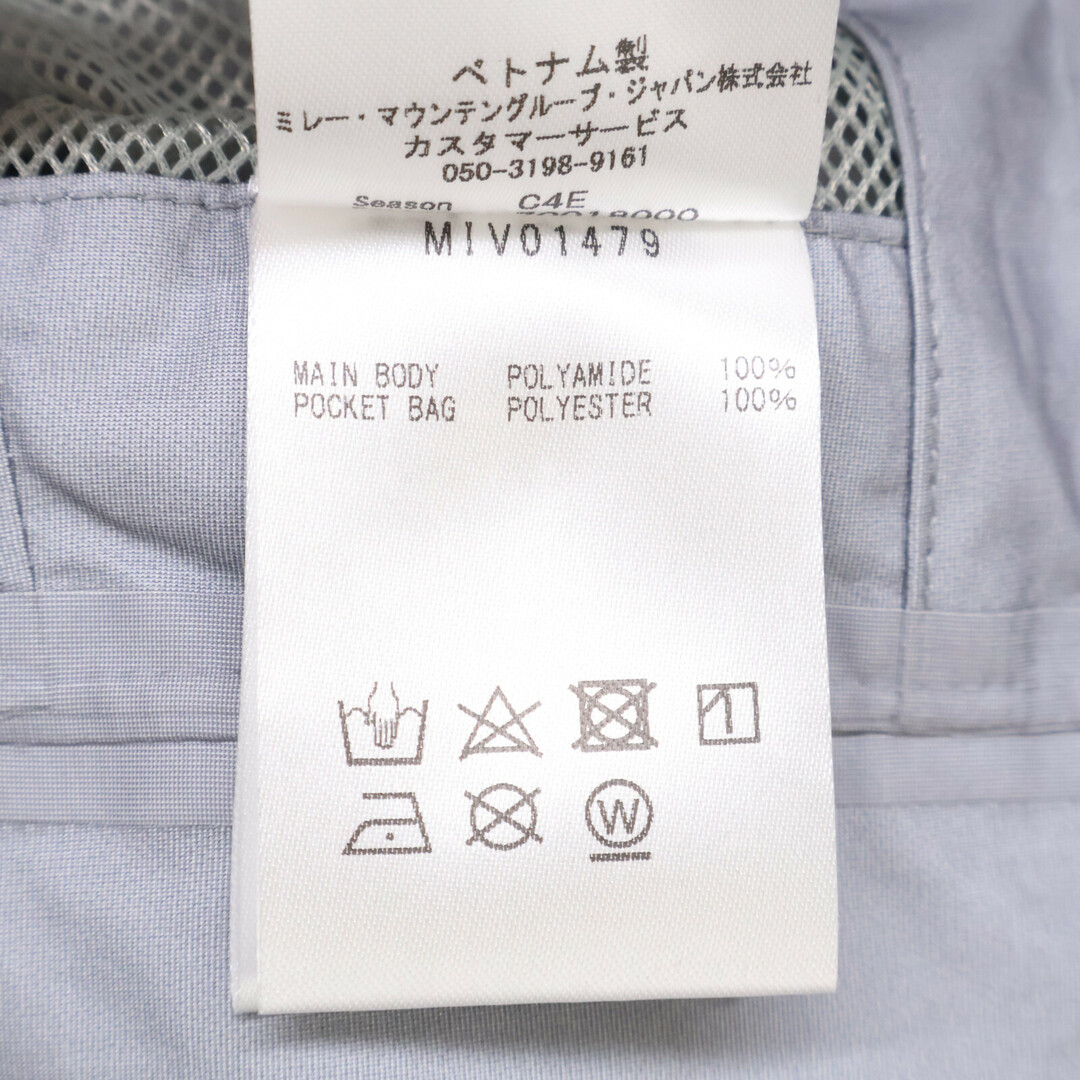 ベトナム製
ミレー・マウンテングループ・ジャパン株式会社
カスタマーサービス
050-3198-9161
Season C4E
MIV01479
MAIN BODY POLYAMIDE 100%
POCKET BAG POLYESTER 100%
W